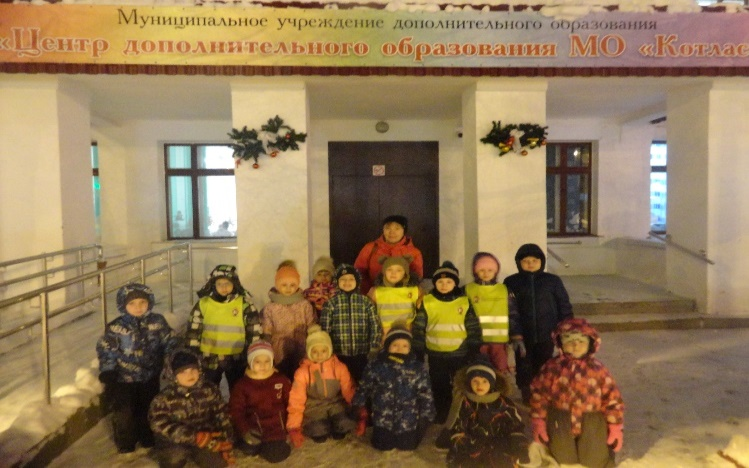 Муниципальное учреждение дополнительного образования
«Центр дополнительного образования МО «Котлас